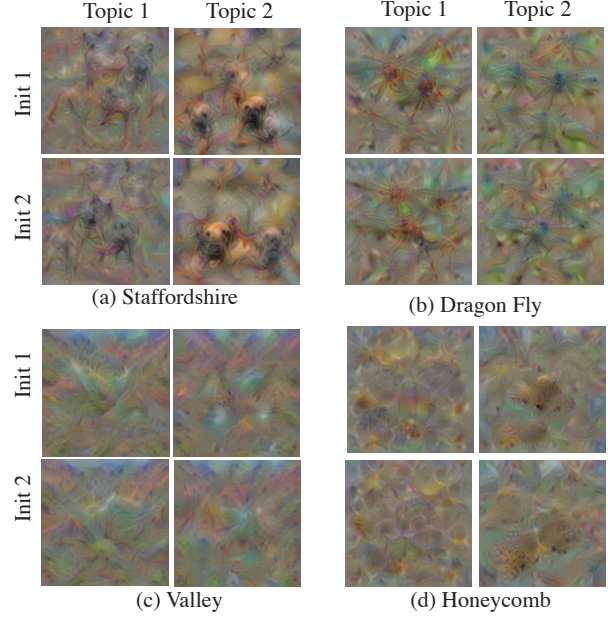 Topic 1 Topic 2 Topic 1 Topic 2
Init 1
Init 2
(a) Staffordshire (b) Dragon Fly
Init 1
Init 2
(c) Valley (d) Honeycomb